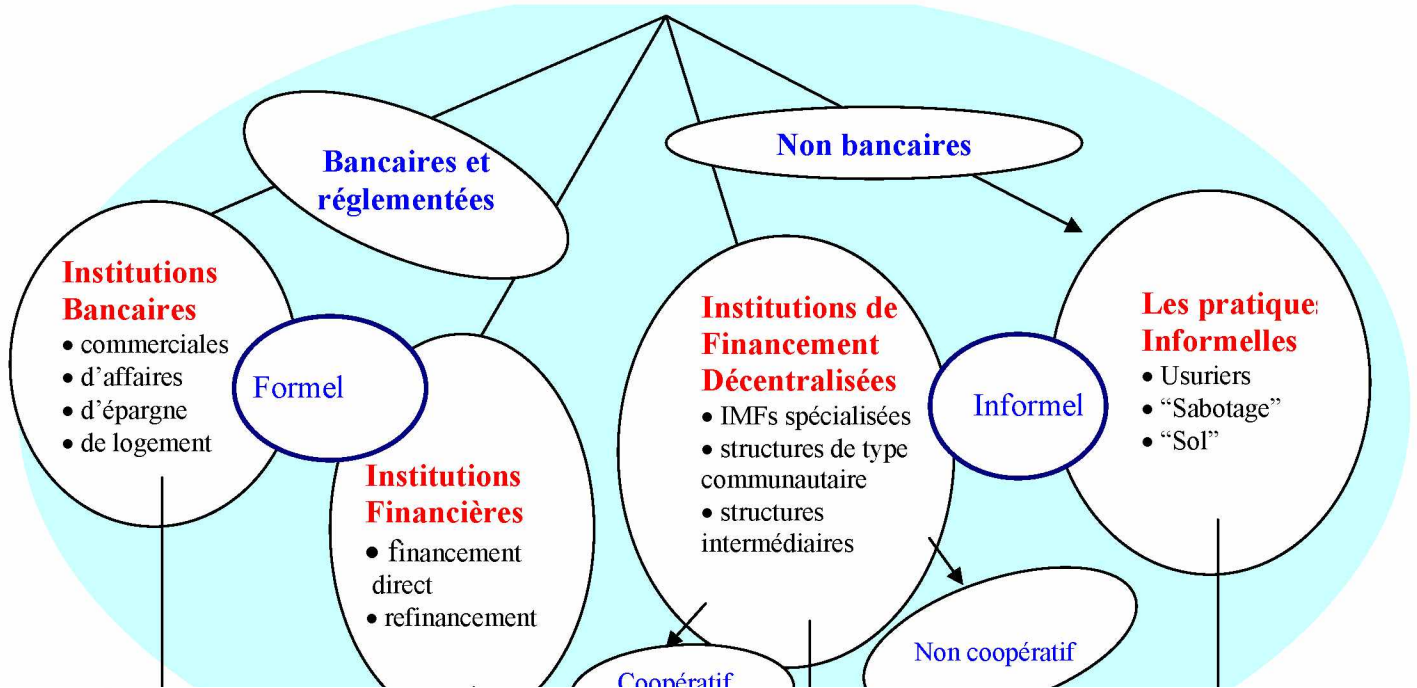 Bancaires et
réglementées
Non bancaires
Institutions
Bancaires
• commerciales
• d'affaires
• d'épargne
• de logement
Formel
Institutions
Financières
• financement
direct
• refinancement
Institutions de
Financement
Décentralisées
• IMFs spécialisées
• structures de type
communautaire
• structures
intermédiaires
Informel
Les pratiques
Informelles
• Usuriers
• “Sabotage”
• “Sol”
Coopératif
Non coopératif